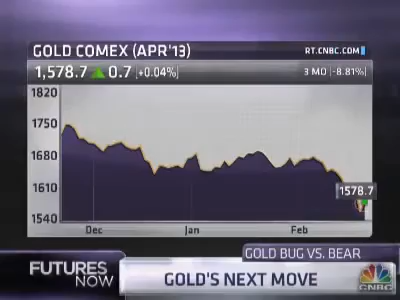 GOLD COMEX (APR'13)
RT.CNBC.COM
1,578.7 0.7 +0.04%
3 MO -8.81%
1820
1750
1680
1610
1540
1578.7
Dec Jan Feb
GOLD BUG VS. BEAR
FUTURES
NOW
GOLD'S NEXT MOVE
CNBC